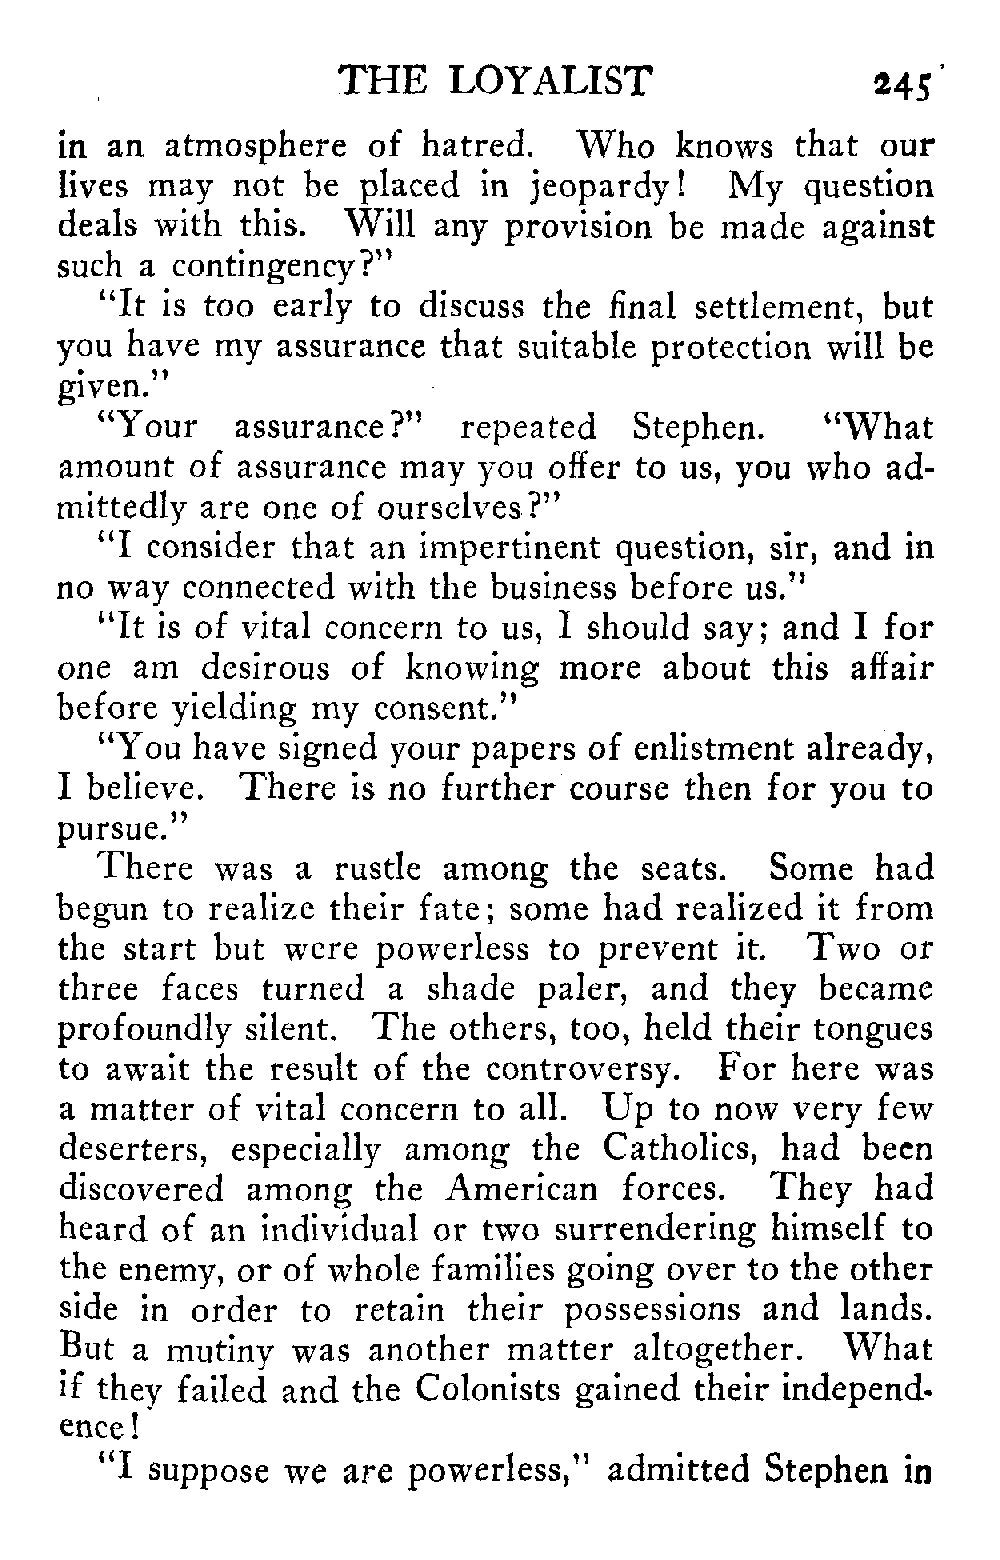 THE LOYALIST 245
in an atmosphere of hatred. Who knows that our
lives may not be placed in jeopardy! My question
deals with this. Will any provision be made against
such a contingency?"
"It is too early to discuss the final settlement, but
you have my assurance that suitable protection will be
given."
"Your assurance?" repeated Stephen. "What
amount of assurance may you offer to us, you who ad-
mittedly are one of ourselves?"
"I consider that an impertinent question, sir, and in
no way connected with the business before us."
"It is of vital concern to us, I should say; and I for
one am desirous of knowing more about this affair
before yielding my consent."
"You have signed your papers of enlistment already,
I believe. There is no further course then for you to
pursue."
There was a rustle among the seats. Some had
begun to realize their fate; some had realized it from
the start but were powerless to prevent it. Two or
three faces turned a shade paler, and they became
profoundly silent. The others, too, held their tongues
to await the result of the controversy. For here was
a matter of vital concern to all. Up to now very few
deserters, especially among the Catholics, had been
discovered among the American forces. They had
heard of an individual or two surrendering himself to
the enemy, or of whole families going over to the other
side in order to retain their possessions and lands.
But a mutiny was another matter altogether. What
if they failed and the Colonists gained their independ-
ence!
"I suppose we are powerless," admitted Stephen in